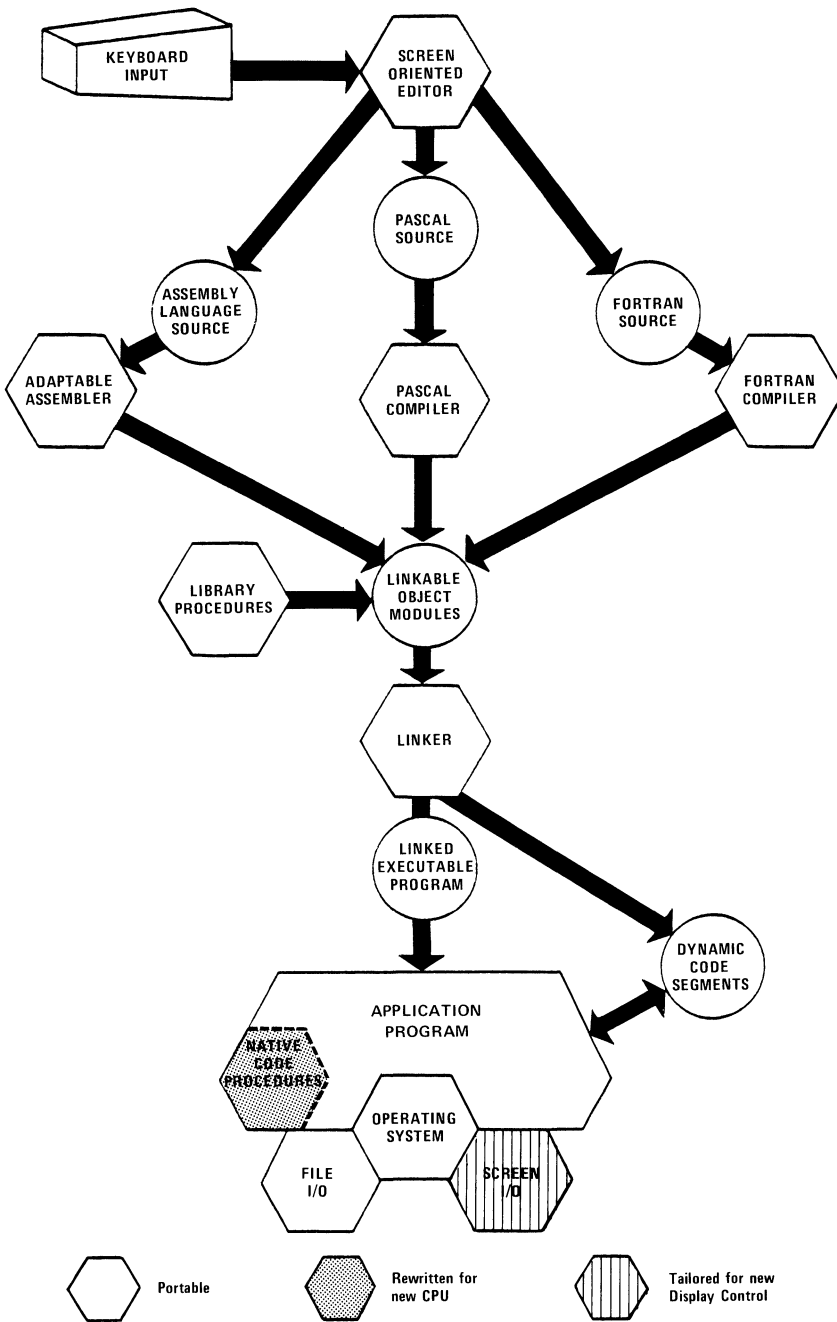 KEYBOARD
INPUT
SCREEN
ORIENTED
EDITOR
PASCAL
SOURCE
ASSEMBLY
LANGUAGE
SOURCE
FORTRAN
SOURCE
ADAPTABLE
ASSEMBLER
PASCAL
COMPILER
FORTRAN
COMPILER
LIBRARY
PROCEDURES
LINKABLE
OBJECT
MODULES
LINKER
LINKED
EXECUTABLE
PROGRAM
DYNAMIC
CODE
SEGMENTS
APPLICATION
PROGRAM
NATIVE
CODE
PROCEDURES
OPERATING
SYSTEM
FILE
I/O
SCREEN
I/O
Portable
Rewritten for
new CPU
Tailored for new
Display Control